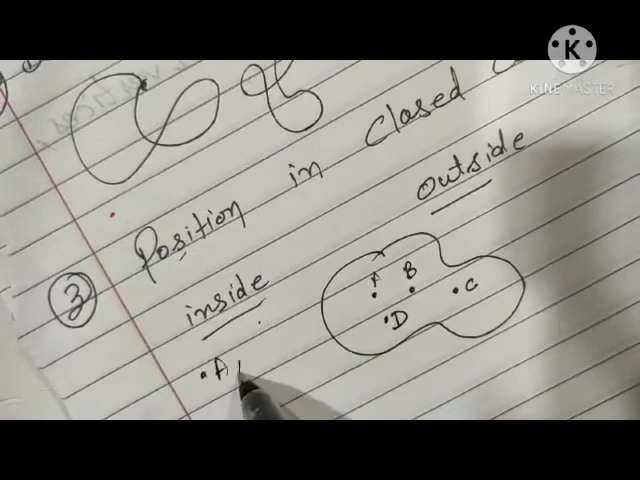 K
KINEMASTER
③ Position in closed
inside outside
A B
.C
.D
.A